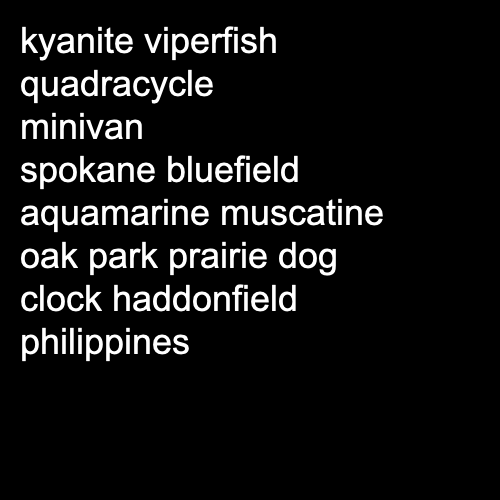 kyanite viperfish
quadracycle
minivan
spokane bluefield
aquamarine muscatine
oak park prairie dog
clock haddonfield
philippines